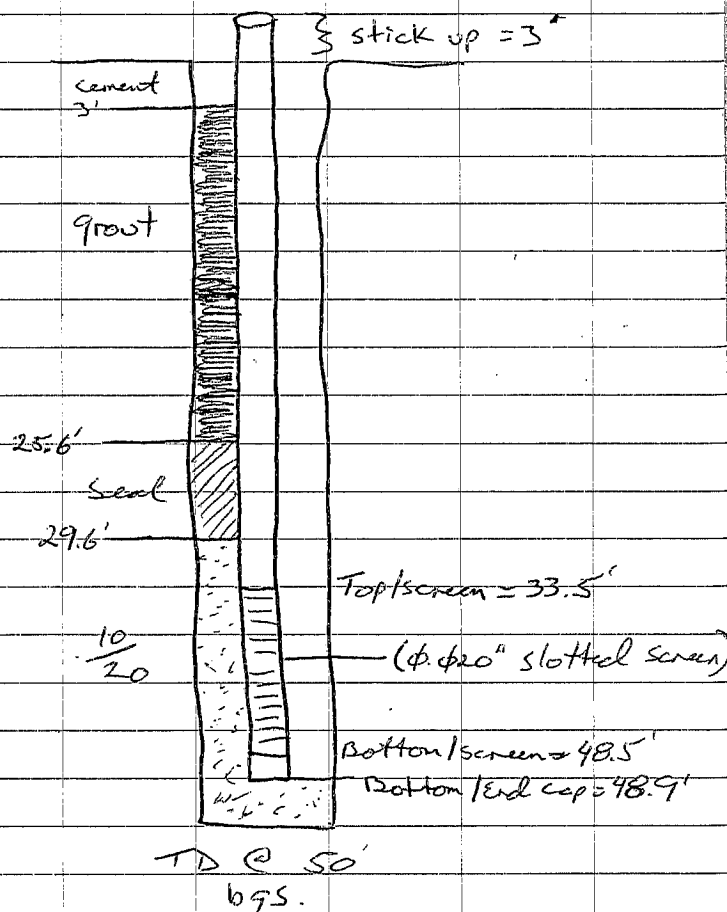 } stick up = 3'
cement
3'
grout
25.6'
seal
29.6'
Top/screen = 33.5'
10/20
(0.020" slotted screen)
Bottom/screen = 48.5'
Bottom/End cap = 48.9'
TD @ 50'
bgs.